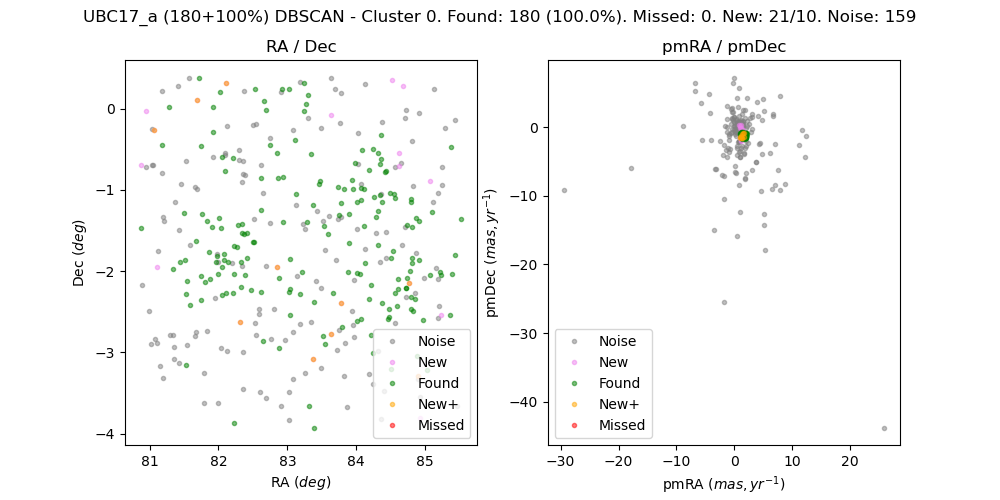 UBC17_a (180+100%) DBSCAN - Cluster 0. Found: 180 (100.0%). Missed: 0. New: 21/10. Noise: 159
RA / Dec
0
−1
−2
−3
−4
Dec (deg)
81
82
83
84
85
RA (deg)
Noise
New
Found
New+
Missed
pmRA / pmDec
0
−10
−20
−30
−40
pmDec (mas, yr⁻¹)
−30
−20
−10
0
10
20
pmRA (mas, yr⁻¹)
Noise
New
Found
New+
Missed